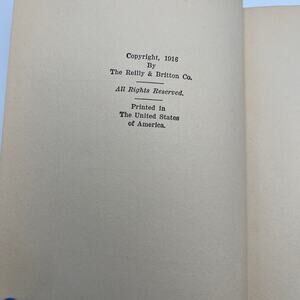 Copyright, 1916
By
The Reilly & Britton Co.
All Rights Reserved.
Printed in
The United States
of America.